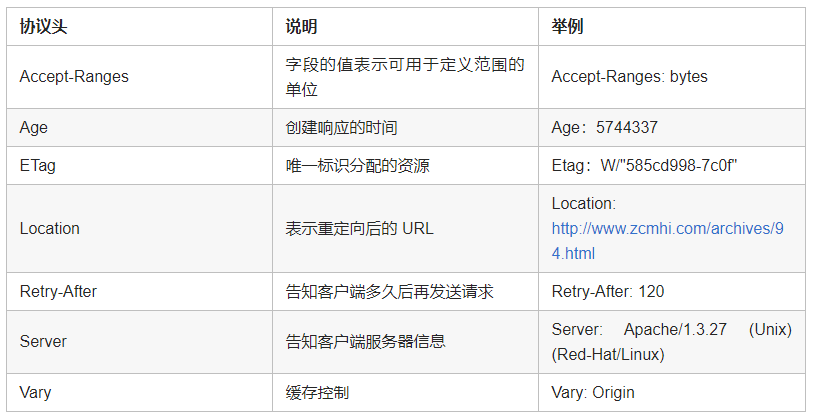 协议头 说明 举例
Accept-Ranges 字段的值表示可用于定义范围的 Accept-Ranges: bytes
单位
Age 创建响应的时间 Age：5744337
ETag 唯一标识分配的资源 Etag：W/"585cd998-7c0f"
Location 表示重定向后的 URL Location:
http://www.zcmhi.com/archives/9
4.html
Retry-After 告知客户端多久后再发送请求 Retry-After: 120
Server 告知客户端服务器信息 Server: Apache/1.3.27 (Unix)
(Red-Hat/Linux)
Vary 缓存控制 Vary: Origin